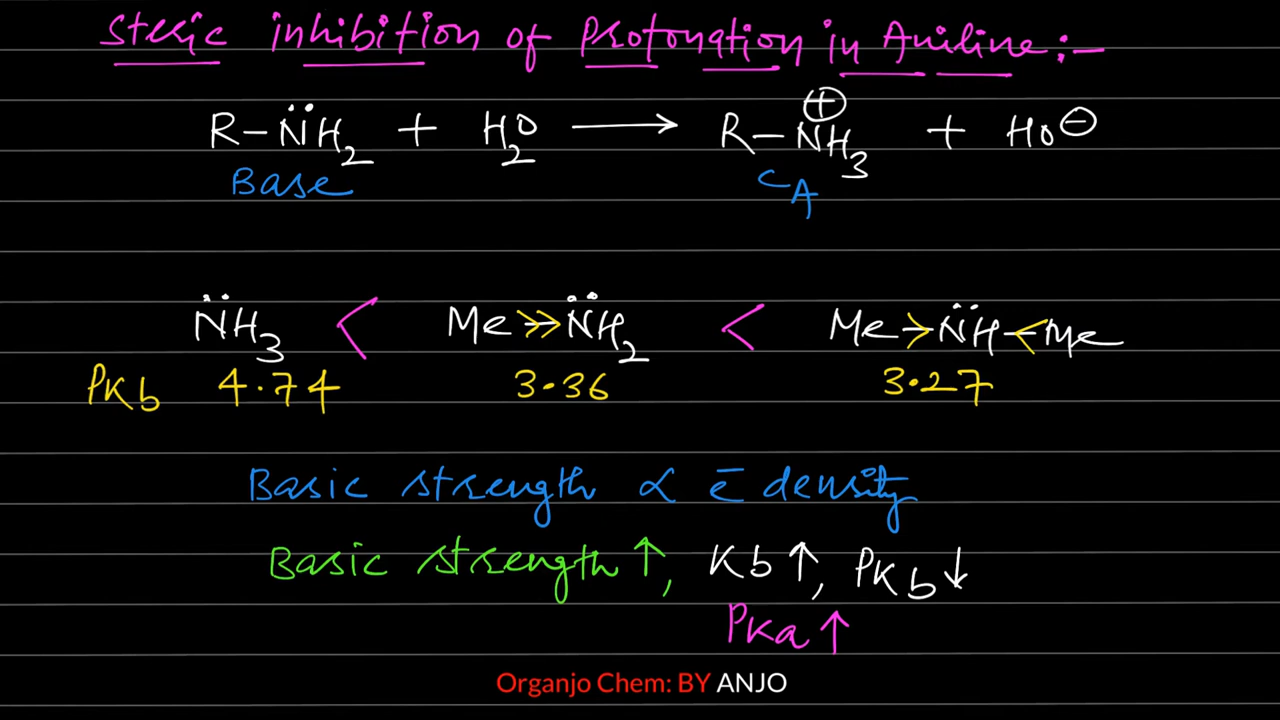 Steric inhibition of Protonation in Aniline:-
R-N̈H₂ + H₂O ⟶ R-N⊕H₃ + HO⊖
Base CA
N̈H₃ < Me→N̈H₂ < Me→N̈H←Me
PKb 4.74 3.36 3.27
Basic strength ∝ ē density
Basic strength ↑, Kb ↑, PKb ↓
PKa ↑
Organjo Chem: BY ANJO